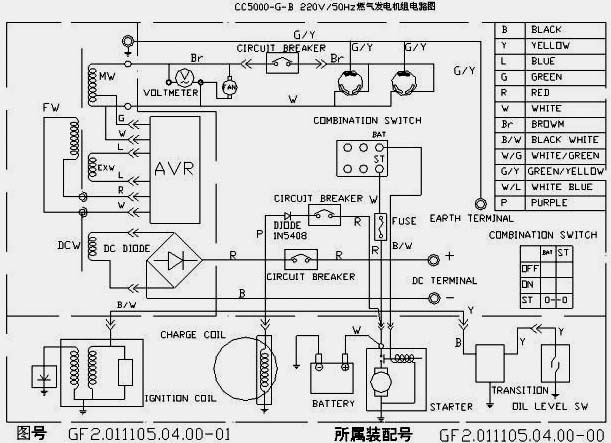 CC5000-G-B 220V/50Hz燃气发电机组电路图
G/Y
CIRCUIT BREAKER
G/Y
G/Y
G/Y
Br
Br
MW
VOLTMETER
V
FAN
W
COMBINATION SWITCH
BAT
ST
FW
G
W
L
L
R
W
EXW
AVR
CIRCUIT BREAKER
DIODE
1N5408
P
R
R
W
R
FUSE
B/W
EARTH TERMINAL
DCW
DC DIODE
R
R
CIRCUIT BREAKER
B
+
DC TERMINAL
-
B BLACK
Y YELLOW
L BLUE
G GREEN
R RED
W WHITE
Br BROWM
B/W BLACK WHITE
W/G WHITE/GREEN
G/Y GREEN/YELLOW
W/L WHITE BLUE
P PURPLE
COMBINATION SWITCH
BAT ST
OFF
ON
ST O--O
B/W
Y
CHARGE COIL
IGNITION COIL
W
BATTERY
STARTER
B
Y
Y
TRANSITION
OIL LEVEL SW
图号 GF2.011105.04.00-01
所属装配号 GF2.011105.04.00-00